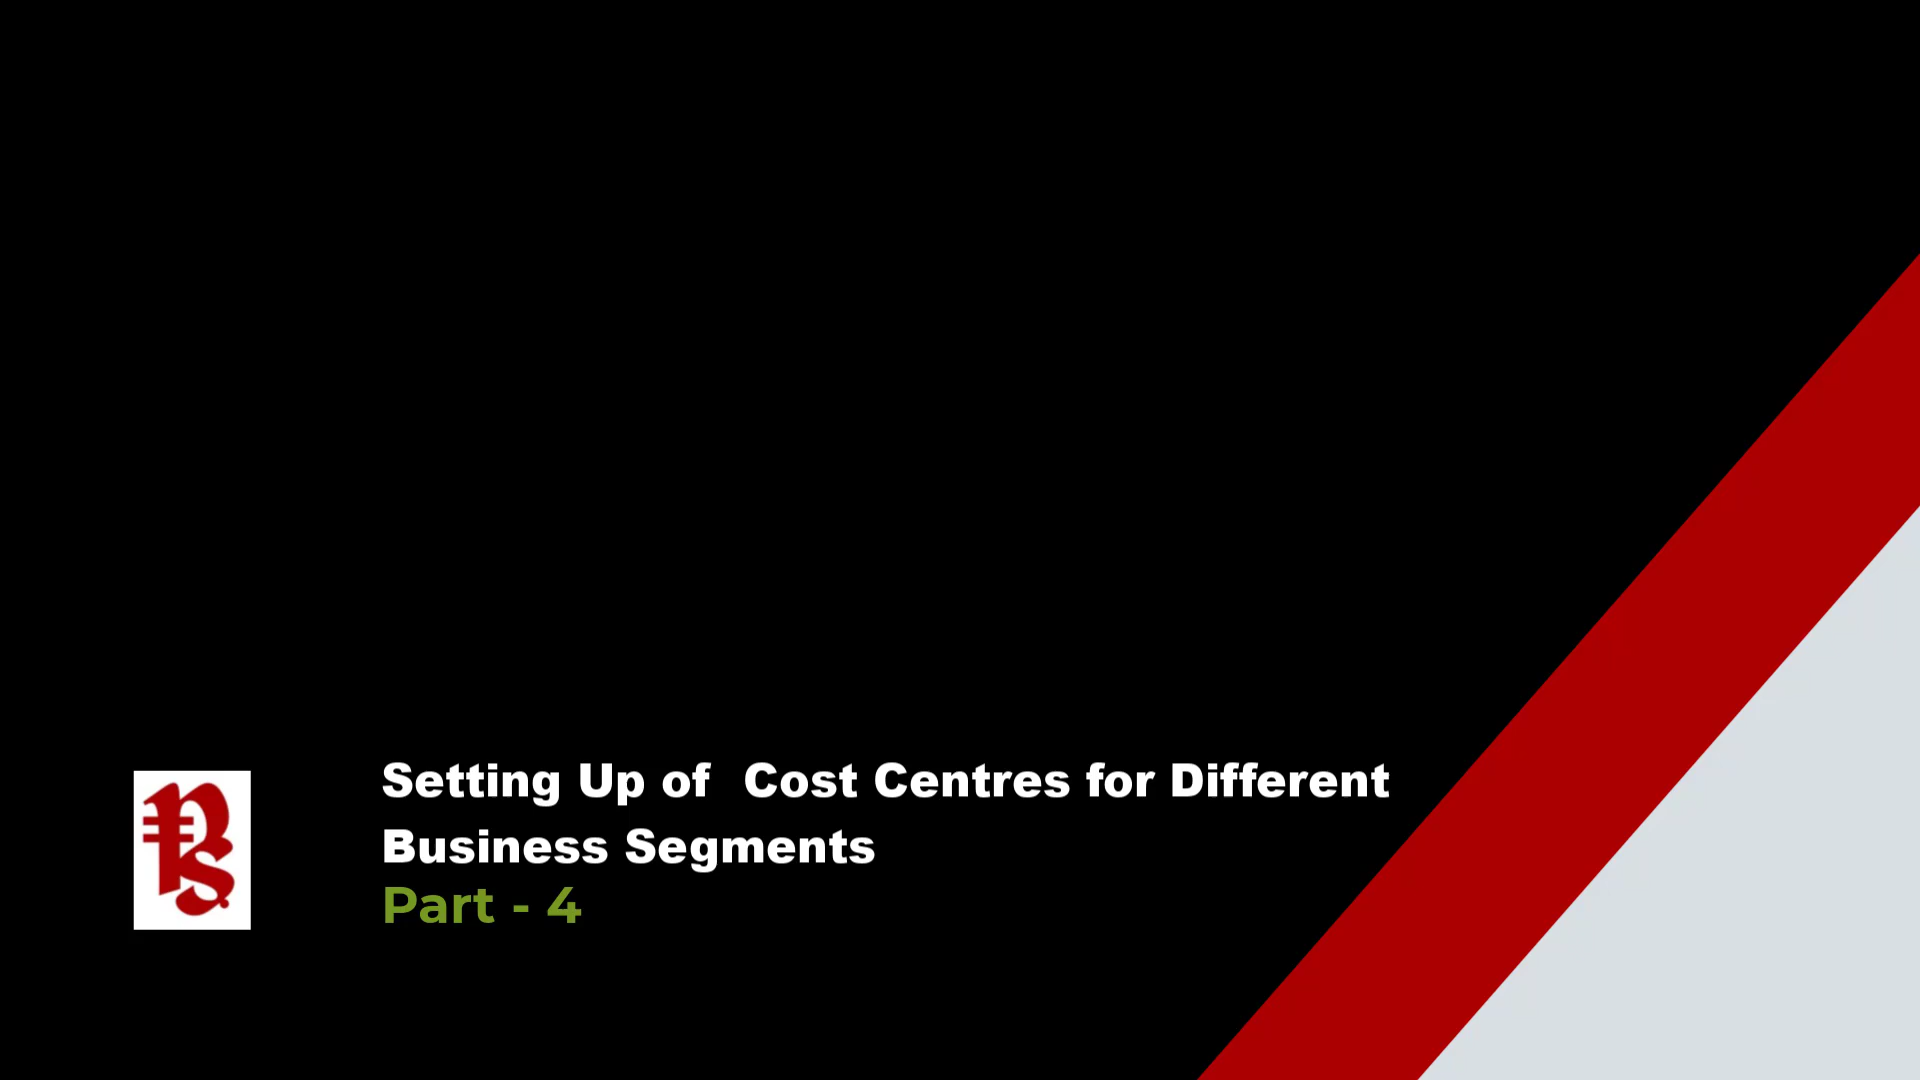 Setting Up of  Cost Centres for Different
Business Segments
Part - 4